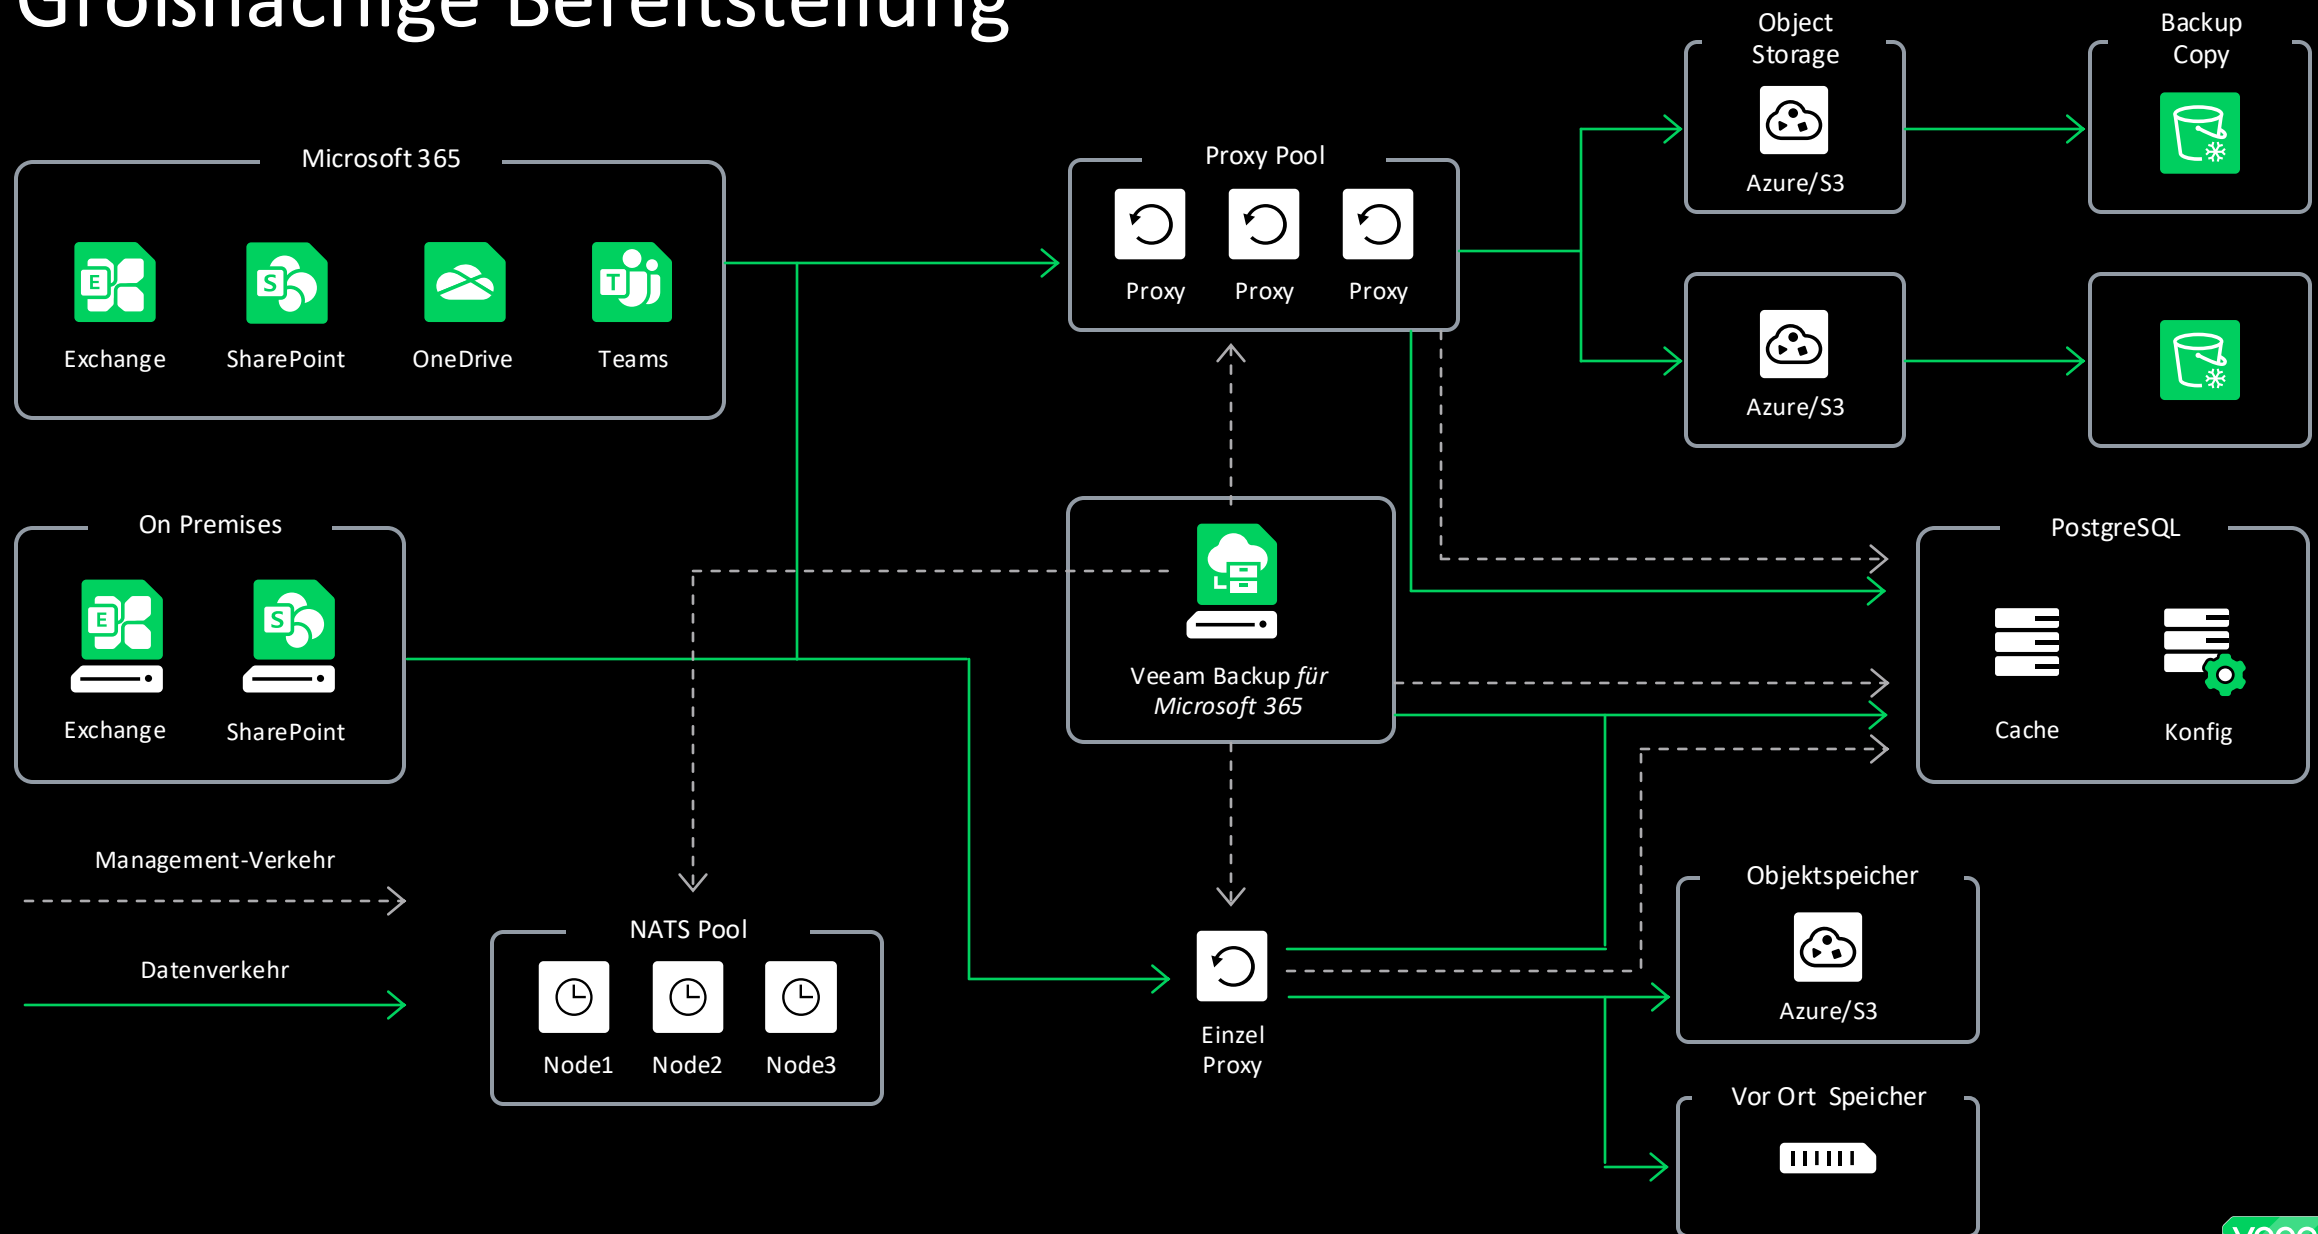 Großflächige Bereitstellung
Microsoft 365
Exchange
SharePoint
OneDrive
Teams
On Premises
Exchange
SharePoint
Management-Verkehr
Datenverkehr
NATS Pool
Node1
Node2
Node3
Proxy Pool
Proxy
Proxy
Proxy
Veeam Backup für
Microsoft 365
Einzel
Proxy
Object
Storage
Azure/S3
Backup
Copy
Azure/S3
PostgreSQL
Cache
Konfig
Objektspeicher
Azure/S3
Vor Ort Speicher